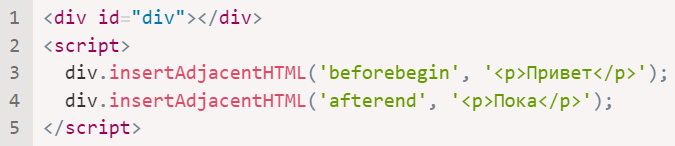 1 <div id="div"></div>
2 <script>
3   div.insertAdjacentHTML('beforebegin', '<p>Привет</p>');
4   div.insertAdjacentHTML('afterend', '<p>Пока</p>');
5 </script>